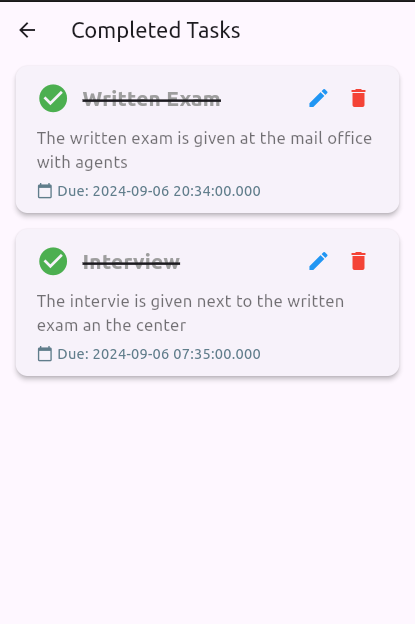 Completed Tasks
Written Exam
The written exam is given at the mail office
with agents
Due: 2024-09-06 20:34:00.000
Interview
The intervie is given next to the written
exam an the center
Due: 2024-09-06 07:35:00.000